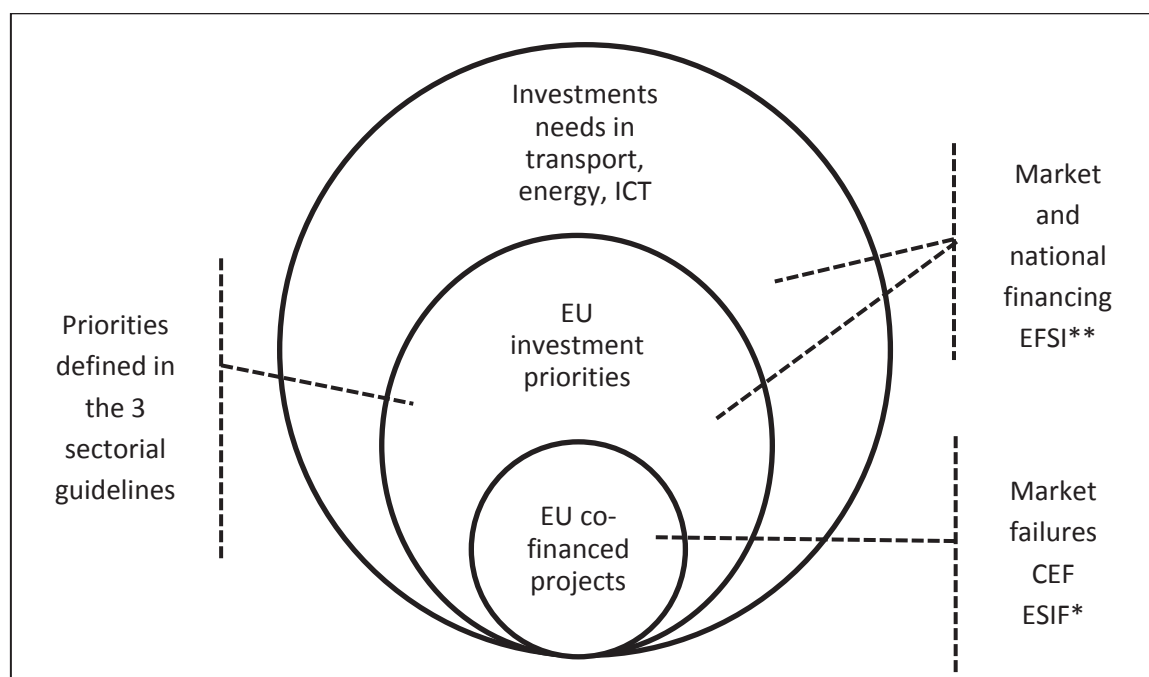 Investments
needs in
transport,
energy, ICT
EU
investment
priorities
EU co-
financed
projects
Priorities
defined in
the 3
sectorial
guidelines
Market
and
national
financing
EFSI**
Market
failures
CEF
ESIF*